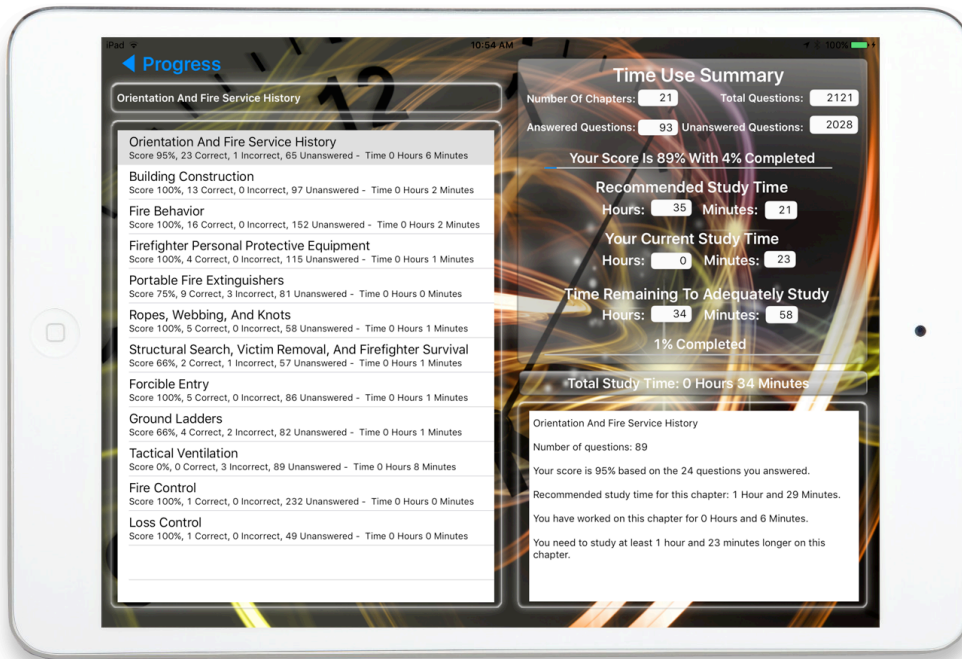 iPad
10:54 AM
100%
Progress
Orientation And Fire Service History
Orientation And Fire Service History
Score 95%, 23 Correct, 1 Incorrect, 65 Unanswered - Time 0 Hours 6 Minutes
Building Construction
Score 100%, 13 Correct, 0 Incorrect, 97 Unanswered - Time 0 Hours 2 Minutes
Fire Behavior
Score 100%, 16 Correct, 0 Incorrect, 152 Unanswered - Time 0 Hours 2 Minutes
Firefighter Personal Protective Equipment
Score 100%, 4 Correct, 0 Incorrect, 115 Unanswered - Time 0 Hours 1 Minutes
Portable Fire Extinguishers
Score 75%, 9 Correct, 3 Incorrect, 81 Unanswered - Time 0 Hours 0 Minutes
Ropes, Webbing, And Knots
Score 100%, 5 Correct, 0 Incorrect, 58 Unanswered - Time 0 Hours 1 Minutes
Structural Search, Victim Removal, And Firefighter Survival
Score 66%, 2 Correct, 1 Incorrect, 57 Unanswered - Time 0 Hours 1 Minutes
Forcible Entry
Score 100%, 5 Correct, 0 Incorrect, 86 Unanswered - Time 0 Hours 1 Minutes
Ground Ladders
Score 66%, 4 Correct, 2 Incorrect, 82 Unanswered - Time 0 Hours 1 Minutes
Tactical Ventilation
Score 0%, 0 Correct, 3 Incorrect, 89 Unanswered - Time 0 Hours 8 Minutes
Fire Control
Score 100%, 1 Correct, 0 Incorrect, 232 Unanswered - Time 0 Hours 0 Minutes
Loss Control
Score 100%, 1 Correct, 0 Incorrect, 49 Unanswered - Time 0 Hours 0 Minutes
12
Time Use Summary
Number Of Chapters: 21 Total Questions: 2121
Answered Questions: 93 Unanswered Questions: 2028
Your Score Is 89% With 4% Completed
Recommended Study Time
Hours: 35 Minutes: 21
Your Current Study Time
Hours: 0 Minutes: 23
Time Remaining To Adequately Study
Hours: 34 Minutes: 58
1% Completed
Total Study Time: 0 Hours 34 Minutes
Orientation And Fire Service History
Number of questions: 89
Your score is 95% based on the 24 questions you answered.
Recommended study time for this chapter: 1 Hour and 29 Minutes.
You have worked on this chapter for 0 Hours and 6 Minutes.
You need to study at least 1 hour and 23 minutes longer on this
chapter.